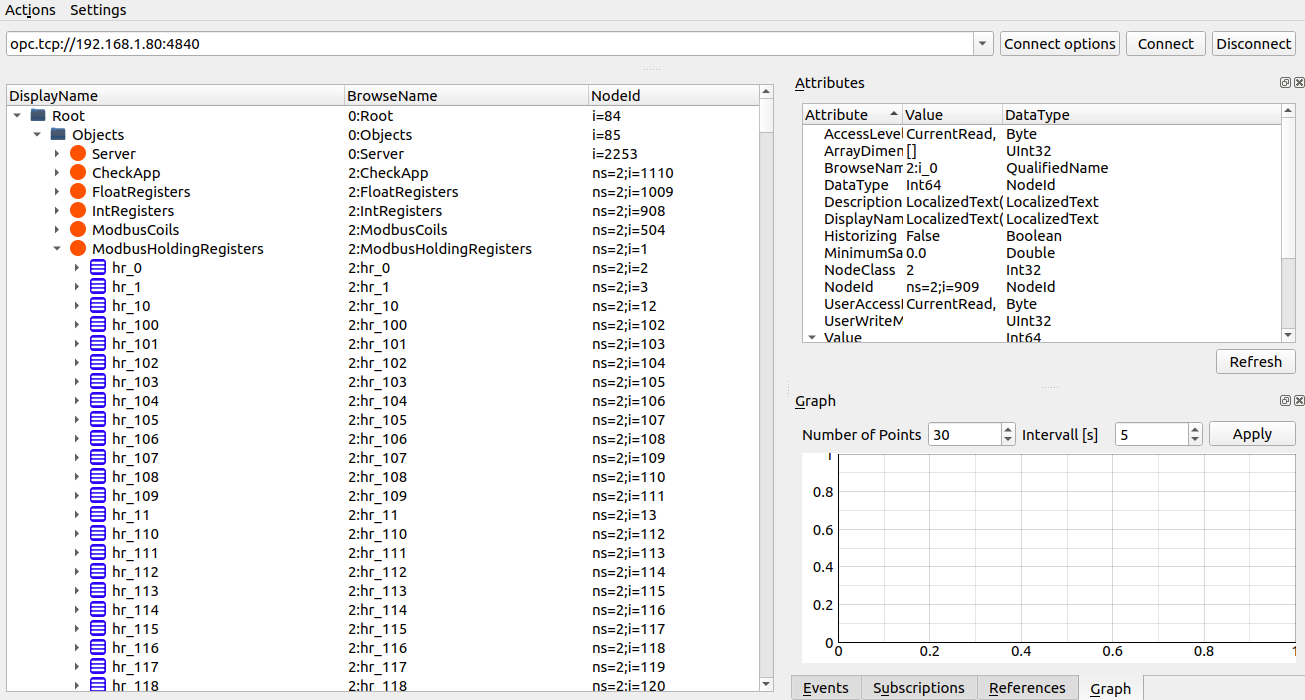 Actions Settings
opc.tcp://192.168.1.80:4840
Connect options Connect Disconnect
DisplayName BrowseName NodeId
Root 0:Root i=84
Objects 0:Objects i=85
Server 0:Server i=2253
CheckApp 2:CheckApp ns=2;i=1110
FloatRegisters 2:FloatRegisters ns=2;i=1009
IntRegisters 2:IntRegisters ns=2;i=908
ModbusCoils 2:ModbusCoils ns=2;i=504
ModbusHoldingRegisters 2:ModbusHoldingRegisters ns=2;i=1
hr_0 2:hr_0 ns=2;i=2
hr_1 2:hr_1 ns=2;i=3
hr_10 2:hr_10 ns=2;i=12
hr_100 2:hr_100 ns=2;i=102
hr_101 2:hr_101 ns=2;i=103
hr_102 2:hr_102 ns=2;i=104
hr_103 2:hr_103 ns=2;i=105
hr_104 2:hr_104 ns=2;i=106
hr_105 2:hr_105 ns=2;i=107
hr_106 2:hr_106 ns=2;i=108
hr_107 2:hr_107 ns=2;i=109
hr_108 2:hr_108 ns=2;i=110
hr_109 2:hr_109 ns=2;i=111
hr_11 2:hr_11 ns=2;i=13
hr_110 2:hr_110 ns=2;i=112
hr_111 2:hr_111 ns=2;i=113
hr_112 2:hr_112 ns=2;i=114
hr_113 2:hr_113 ns=2;i=115
hr_114 2:hr_114 ns=2;i=116
hr_115 2:hr_115 ns=2;i=117
hr_116 2:hr_116 ns=2;i=118
hr_117 2:hr_117 ns=2;i=119
hr_118 2:hr_118 ns=2;i=120
Attributes
Attribute Value DataType
AccessLevel CurrentRead, Byte
ArrayDimen [] UInt32
BrowseNam 2:i_0 QualifiedName
DataType Int64 NodeId
Description LocalizedText( LocalizedText
DisplayNam LocalizedText( LocalizedText
Historizing False Boolean
MinimumSa 0.0 Double
NodeClass 2 Int32
NodeId ns=2;i=909 NodeId
UserAccessl CurrentRead, Byte
UserWriteM UInt32
Value Int64
Refresh
Graph
Number of Points 30 Intervall [s] 5 Apply
1
0.8
0.6
0.4
0.2
0
0 0.2 0.4 0.6 0.8 1
Events Subscriptions References Graph